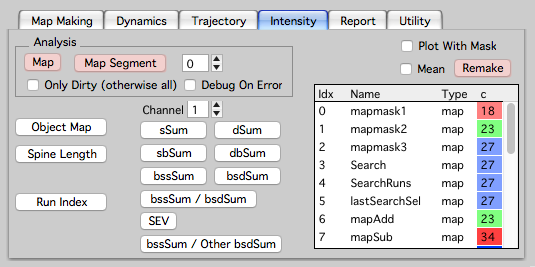 Map Making Dynamics Trajectory Intensity Report Utility
Analysis
Map Map Segment 0
Only Dirty (otherwise all) Debug On Error
Plot With Mask
Mean Remake
Channel 1
Object Map
Spine Length
Run Index
sSum dSum
sbSum dbSum
bssSum bsdSum
bssSum / bsdSum
SEV
bssSum / Other bsdSum
Idx Name Type c
0 mapmask1 map 18
1 mapmask2 map 23
2 mapmask3 map 27
3 Search map 27
4 SearchRuns map 27
5 lastSearchSel map 27
6 mapAdd map 23
7 mapSub map 34